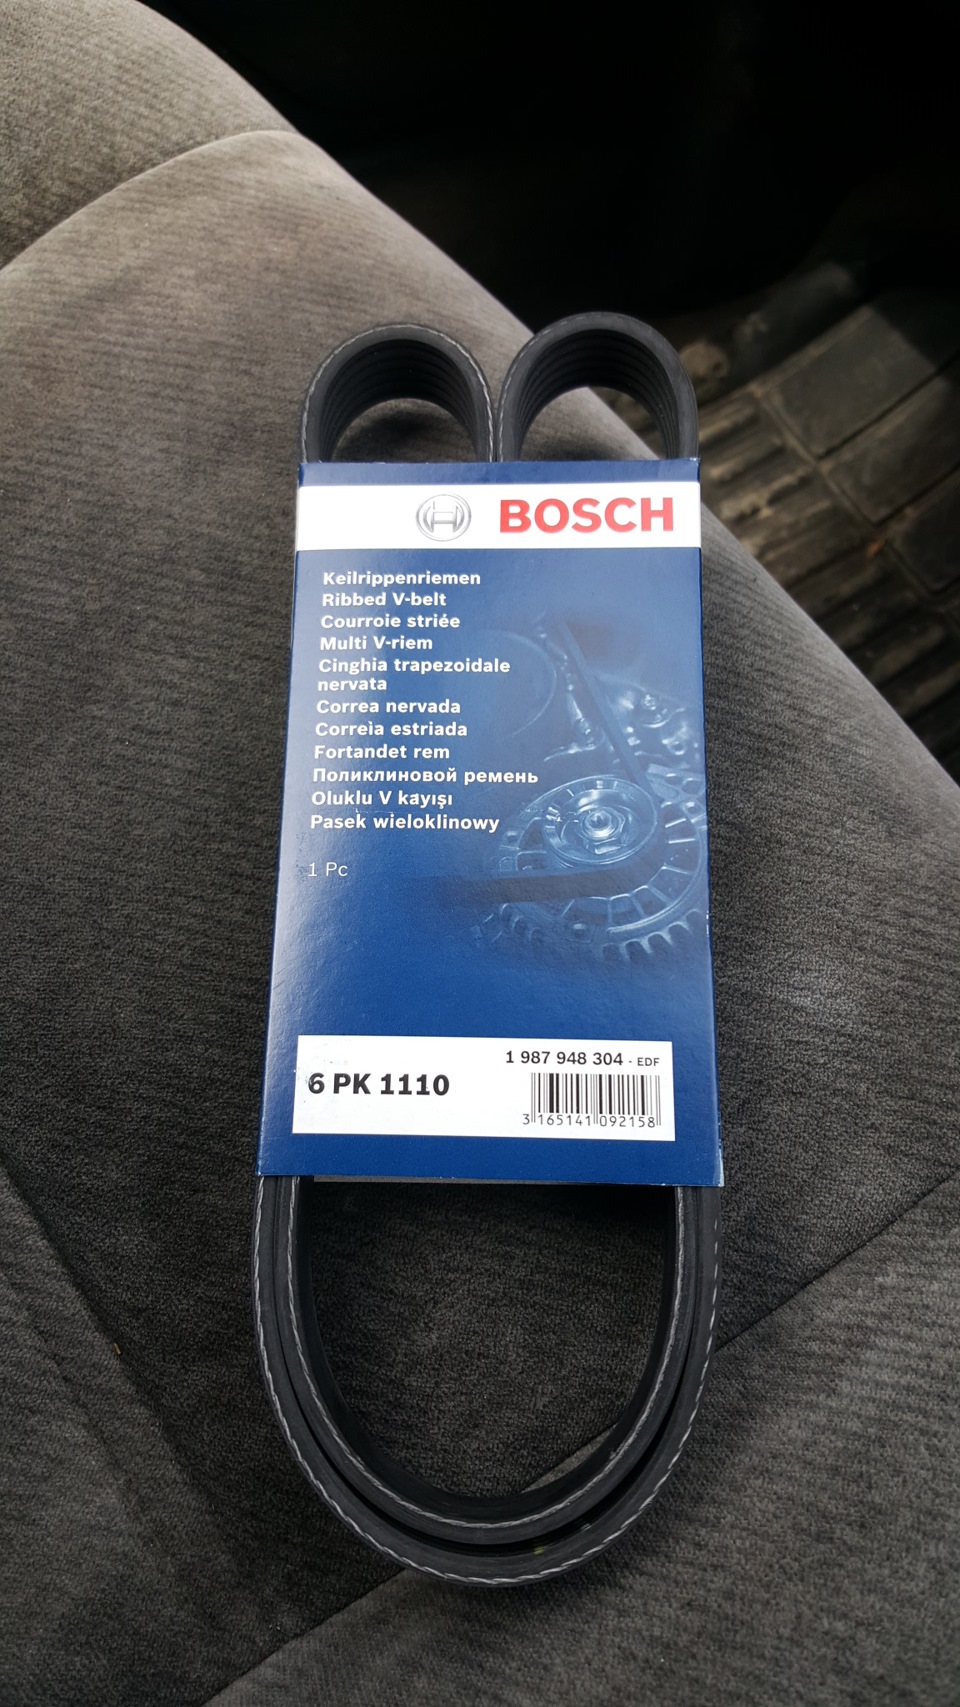 BOSCH
Keilrippenriemen
Ribbed V-belt
Courroie striée
Multi V-riem
Cinghia trapezoidale
nervata
Correa nervada
Correia estriada
Fortandet rem
Поликлиновой ремень
Oluklu V kayışı
Pasek wieloklinowy
1 Pc
1 987 948 304 - EDF
6 PK 1110
3 165141 092158